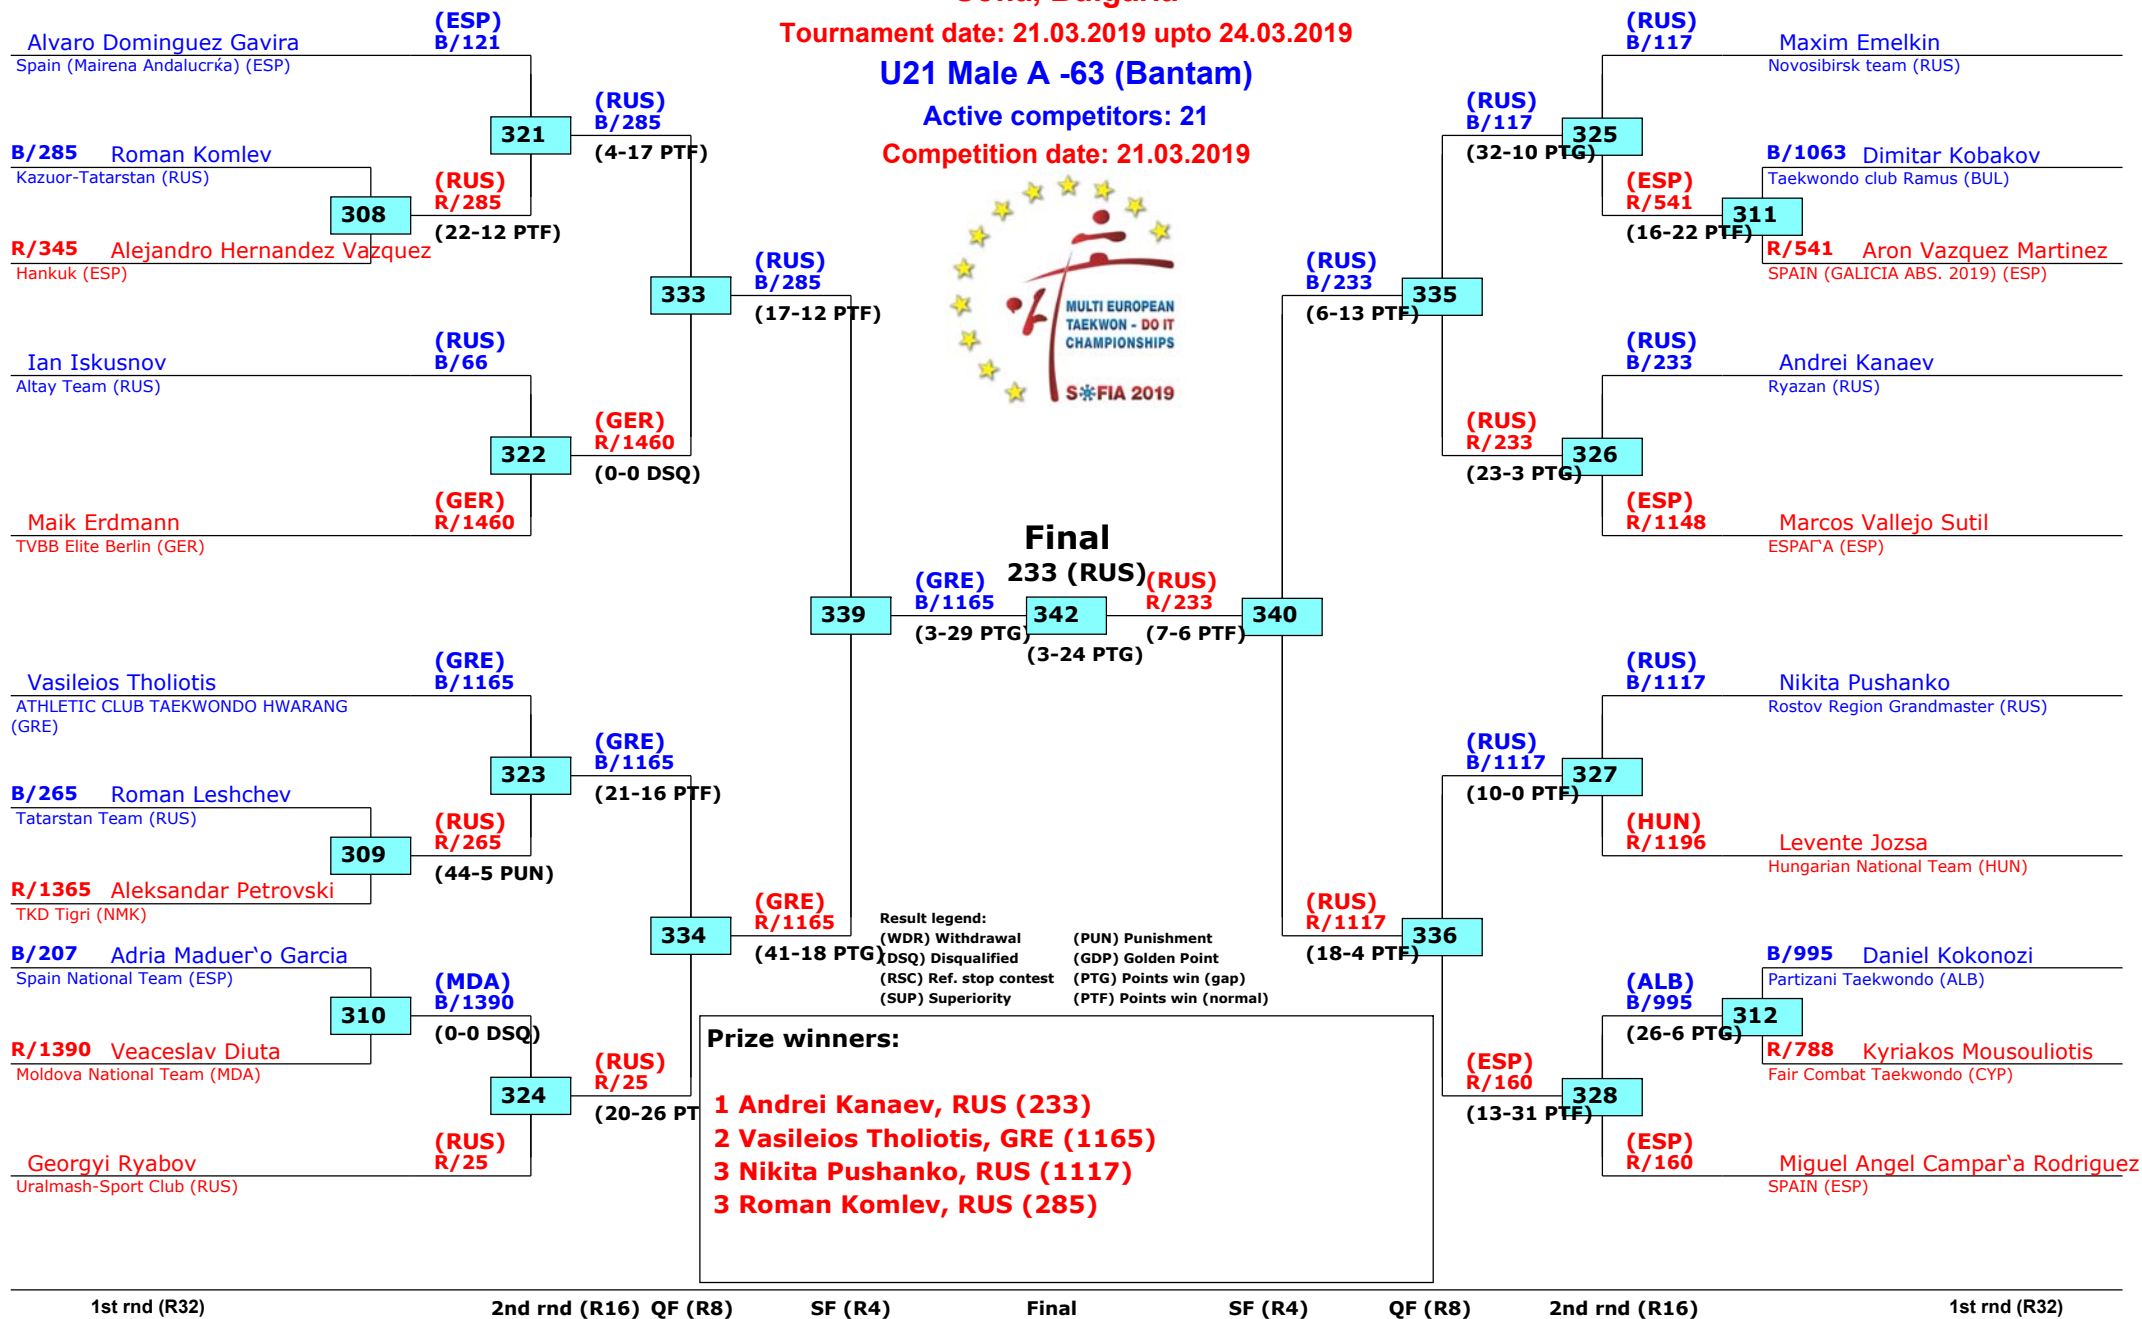 Sofia, Bulgaria
Tournament date: 21.03.2019 upto 24.03.2019
U21 Male A -63 (Bantam)
Active competitors: 21
Competition date: 21.03.2019
MULTI EUROPEAN
TAEKWON - DO IT
CHAMPIONSHIPS
SOFIA 2019
(ESP)
Alvaro Dominguez Gavira B/121
Spain (Mairena Andalucrќa) (ESP)
321
B/285 Roman Komlev
Kazuor-Tatarstan (RUS)
308
R/345 Alejandro Hernandez Vazquez
Hankuk (ESP)
(RUS)
R/285
(22-12 PTF)
(RUS)
B/285
(4-17 PTF)
333
(RUS)
Ian Iskusnov B/66
Altay Team (RUS)
322
(GER)
Maik Erdmann R/1460
TVBB Elite Berlin (GER)
(GER)
R/1460
(0-0 DSQ)
(RUS)
B/285
(17-12 PTF)
339
(GRE)
Vasileios Tholiotis B/1165
ATHLETIC CLUB TAEKWONDO HWARANG
(GRE)
323
B/265 Roman Leshchev
Tatarstan Team (RUS)
309
R/1365 Aleksandar Petrovski
TKD Tigri (NMK)
(RUS)
R/265
(44-5 PUN)
(GRE)
B/1165
(21-16 PTF)
334
B/207 Adria Madueг‘o Garcia
Spain National Team (ESP)
310
R/1390 Veaceslav Diuta
Moldova National Team (MDA)
(MDA)
B/1390
(0-0 DSQ)
324
(RUS)
Georgyi Ryabov R/25
Uralmash-Sport Club (RUS)
(RUS)
R/25
(20-26 PT
(GRE)
R/1165
(41-18 PTG)
(GRE)
B/1165
(3-29 PTG)
Final
233 (RUS)
342
(3-24 PTG)
(RUS)
R/233
(7-6 PTF)
340
(RUS)
B/233
(6-13 PTF)
335
(RUS)
B/117
(32-10 PTG)
325
(RUS)
B/117 Maxim Emelkin
Novosibirsk team (RUS)
(ESP)
R/541
(16-22 PTF)
311
B/1063 Dimitar Kobakov
Taekwondo club Ramus (BUL)
R/541 Aron Vazquez Martinez
SPAIN (GALICIA ABS. 2019) (ESP)
(RUS)
R/233
(23-3 PTG)
326
(RUS)
B/233 Andrei Kanaev
Ryazan (RUS)
(ESP)
R/1148 Marcos Vallejo Sutil
ESPAГ‘A (ESP)
(RUS)
R/1117
(18-4 PTF)
336
(RUS)
B/1117
(10-0 PTF)
327
(RUS)
B/1117 Nikita Pushanko
Rostov Region Grandmaster (RUS)
(HUN)
R/1196 Levente Jozsa
Hungarian National Team (HUN)
(ESP)
R/160
(13-31 PTF)
328
(ALB)
B/995
(26-6 PTG)
312
B/995 Daniel Kokonozi
Partizani Taekwondo (ALB)
R/788 Kyriakos Mousouliotis
Fair Combat Taekwondo (CYP)
(ESP)
R/160 Miguel Angel Campaг‘a Rodriguez
SPAIN (ESP)
Result legend:
(WDR) Withdrawal (PUN) Punishment
(DSQ) Disqualified (GDP) Golden Point
(RSC) Ref. stop contest (PTG) Points win (gap)
(SUP) Superiority (PTF) Points win (normal)
Prize winners:
1 Andrei Kanaev, RUS (233)
2 Vasileios Tholiotis, GRE (1165)
3 Nikita Pushanko, RUS (1117)
3 Roman Komlev, RUS (285)
1st rnd (R32) 2nd rnd (R16) QF (R8) SF (R4) Final SF (R4) QF (R8) 2nd rnd (R16) 1st rnd (R32)